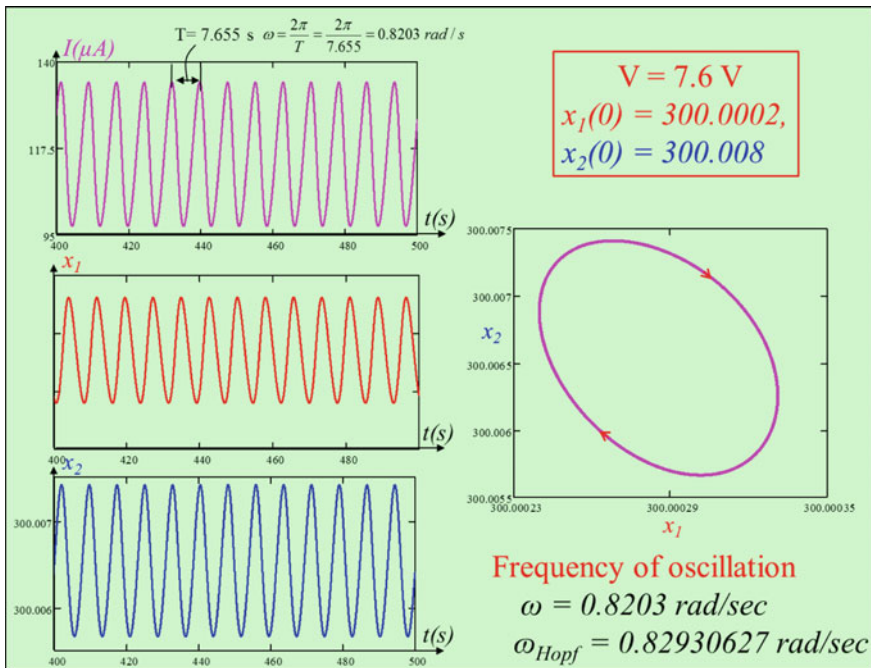 T= 7.655 s ω = 2π/T = 2π/7.655 = 0.8203 rad / s
I(μA)
140
117.5
95
400 420 440 460 480 500
t(s)
x1
400 420 440 460 480
t(s)
x2
300.007
300.006
400 420 440 460 480 500
t(s)
V = 7.6 V
x1(0) = 300.0002,
x2(0) = 300.008
300.0075
300.007
x2
300.0065
300.006
300.0055
300.00023 300.00029 300.00035
x1
Frequency of oscillation
ω = 0.8203 rad/sec
ωHopf = 0.82930627 rad/sec